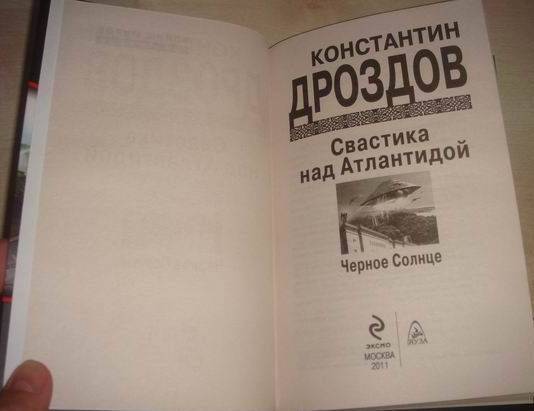 КОНСТАНТИН
ДРОЗДОВ
Свастика
над Атлантидой
Черное Солнце
ЭКСМО
ЯУЗА
МОСКВА
2011